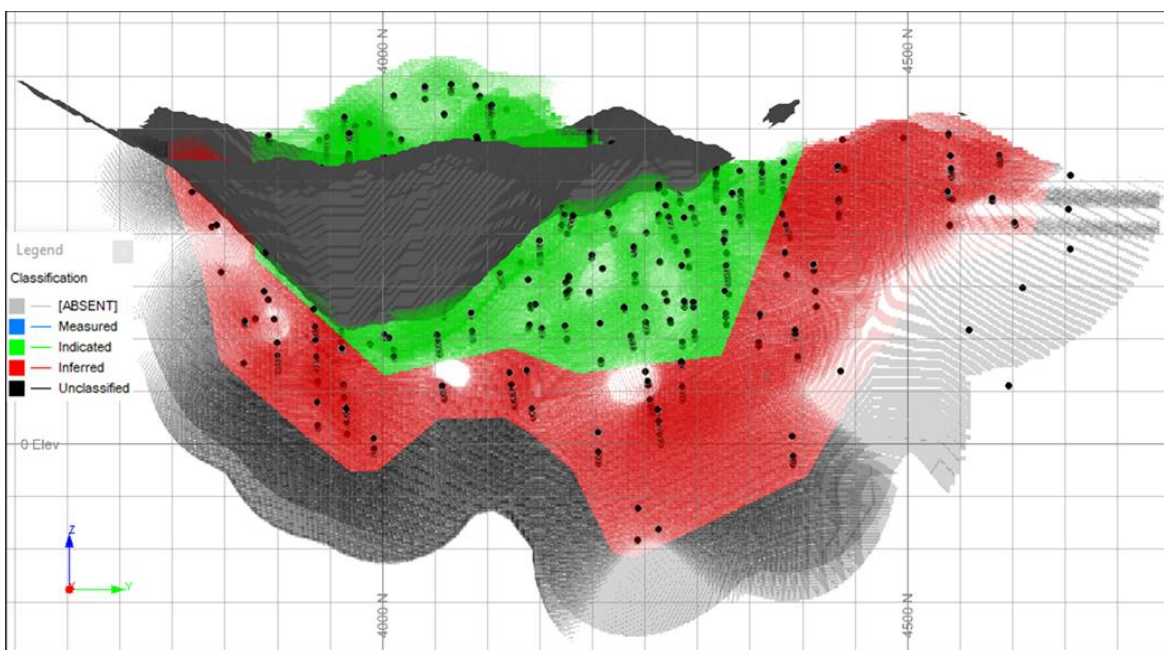 4000 N
4500 N
Legend
Classification
[ABSENT]
Measured
Indicated
Inferred
Unclassified
0 Elev
Z
X
Y
4000 N
4500 N